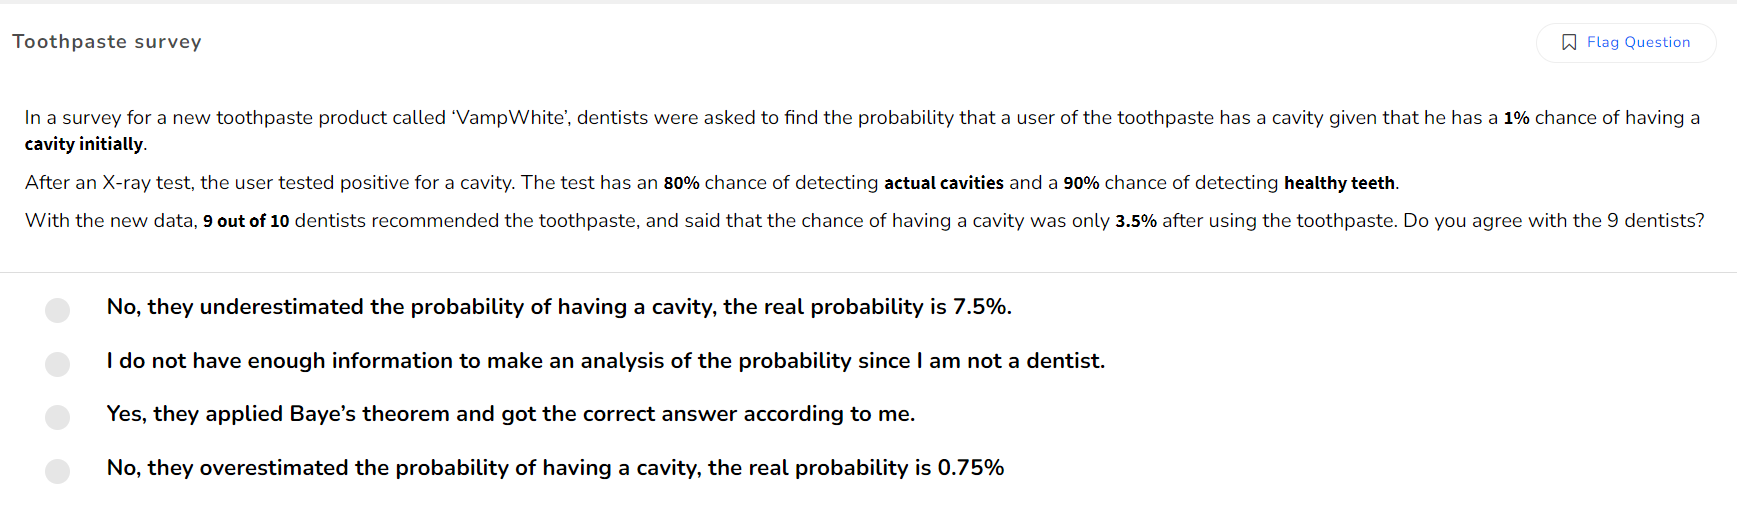 Toothpaste survey
Flag Question
In a survey for a new toothpaste product called ‘VampWhite’, dentists were asked to find the probability that a user of the toothpaste has a cavity given that he has a 1% chance of having a
cavity initially.
After an X-ray test, the user tested positive for a cavity. The test has an 80% chance of detecting actual cavities and a 90% chance of detecting healthy teeth.
With the new data, 9 out of 10 dentists recommended the toothpaste, and said that the chance of having a cavity was only 3.5% after using the toothpaste. Do you agree with the 9 dentists?
No, they underestimated the probability of having a cavity, the real probability is 7.5%.
I do not have enough information to make an analysis of the probability since I am not a dentist.
Yes, they applied Baye’s theorem and got the correct answer according to me.
No, they overestimated the probability of having a cavity, the real probability is 0.75%